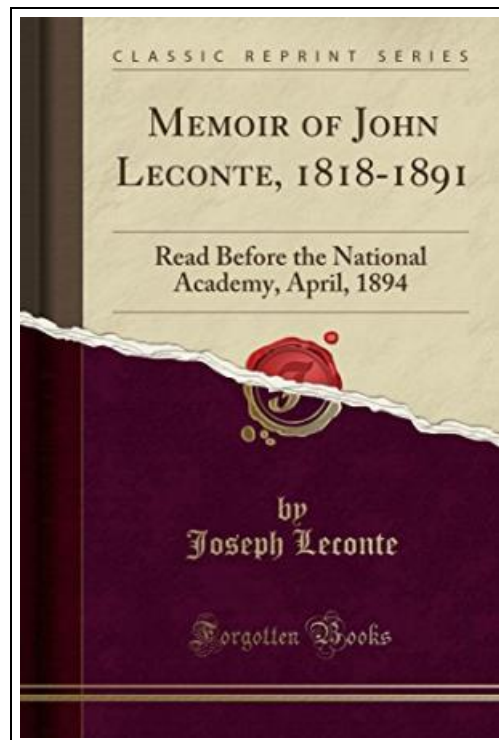 CLASSIC REPRINT SERIES
MEMOIR OF JOHN
LECONTE, 1818-1891
Read Before the National
Academy, April, 1894
by
Joseph Leconte
Forgotten Books